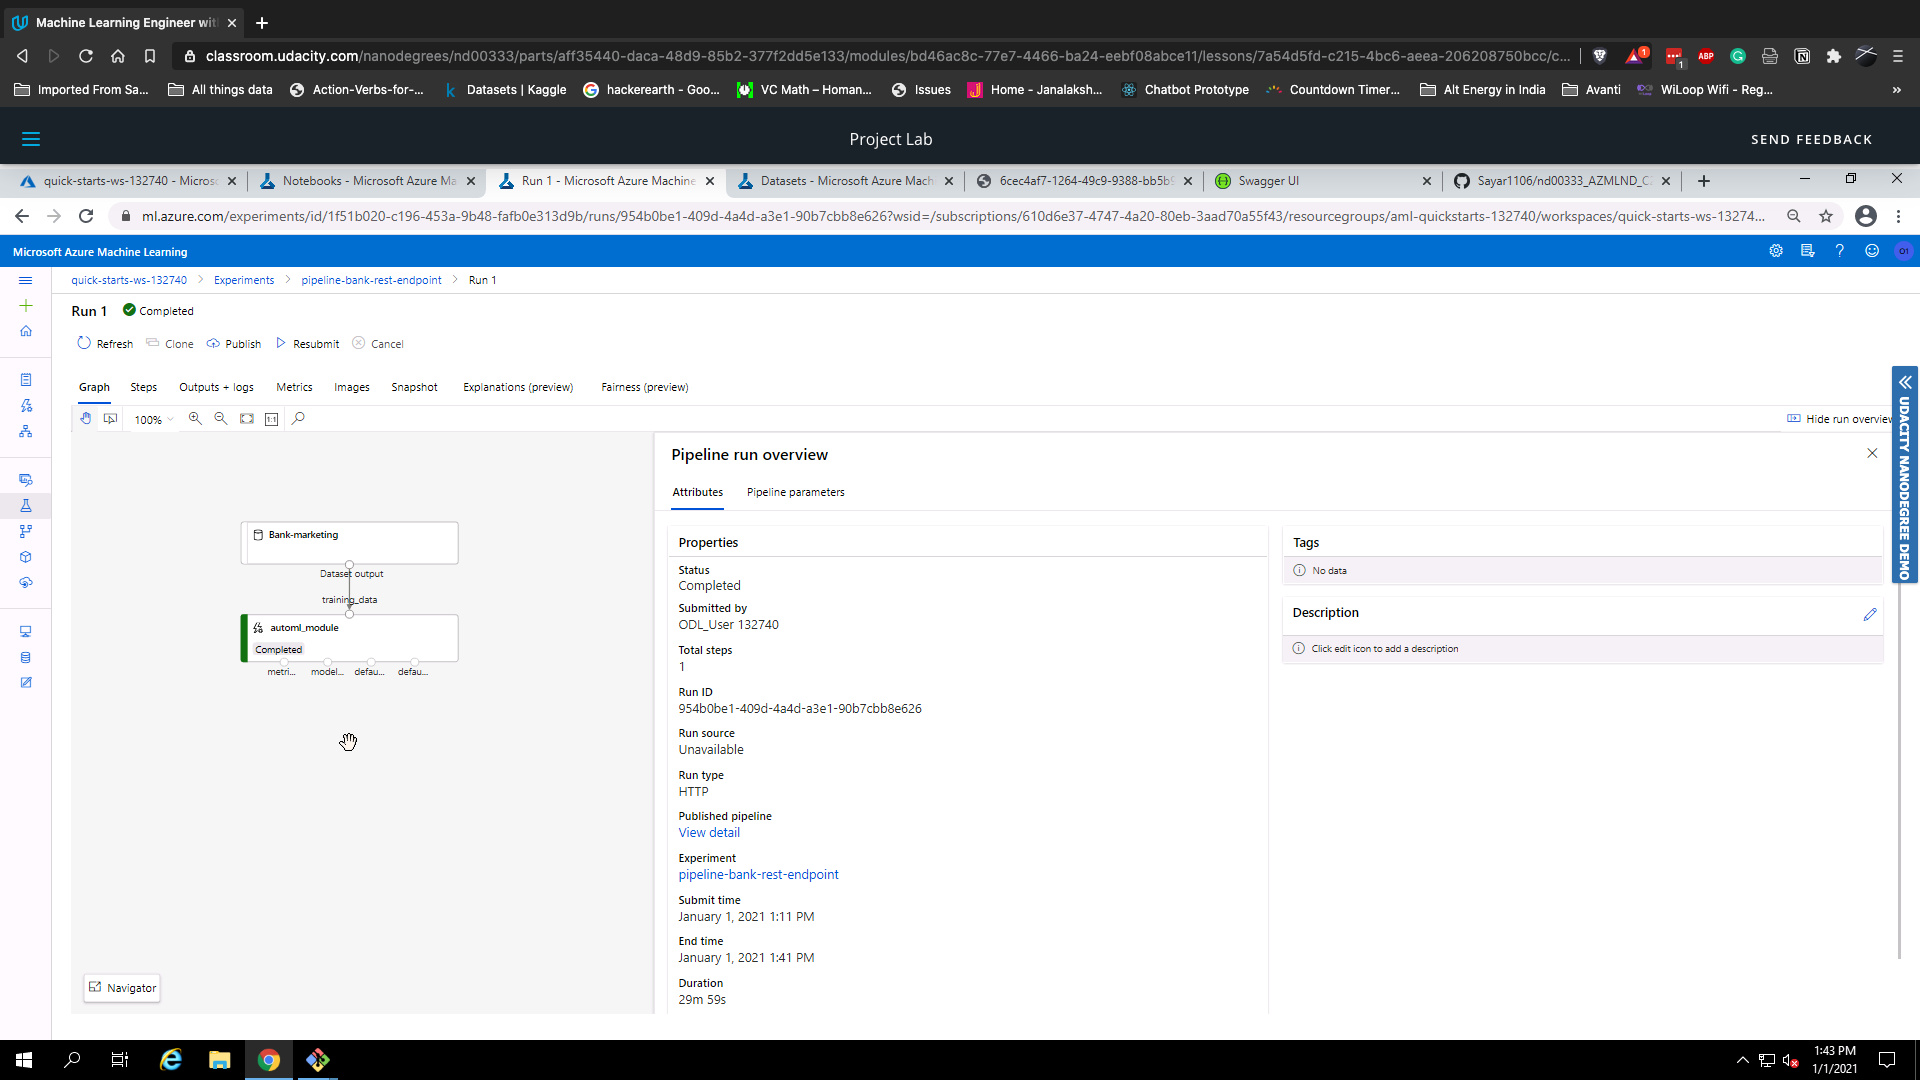 Machine Learning Engineer wit
classroom.udacity.com/nanodegrees/nd00333/parts/aff35440-daca-48d9-85b2-377f2dd5e133/modules/bd46ac8c-77e7-4466-ba24-eebf08abce11/lessons/7a54d5fd-c215-4bc6-aeea-206208750bcc/c...
1
1
ABP
Imported From Sa...
All things data
Action-Verbs-for-...
Datasets | Kaggle
hackerearth - Goo...
VC Math – Homan...
Issues
Home - Janalaksh...
Chatbot Prototype
Countdown Timer...
Alt Energy in India
Avanti
WiLoop Wifi - Reg...
»
Project Lab
SEND FEEDBACK
quick-starts-ws-132740 - Micros
Notebooks - Microsoft Azure Ma
Run 1 - Microsoft Azure Machine
Datasets - Microsoft Azure Mach
6cec4af7-1264-49c9-9388-bb5b
Swagger UI
Sayar1106/nd00333_AZMLND_C
ml.azure.com/experiments/id/1f51b020-c196-453a-9b48-fafb0e313d9b/runs/954b0be1-409d-4a4d-a3e1-90b7cbb8e626?wsid=/subscriptions/610d6e37-4747-4a20-80eb-3aad70a55f43/resourcegroups/aml-quickstarts-132740/workspaces/quick-starts-ws-13274...
Microsoft Azure Machine Learning
O1
quick-starts-ws-132740 > Experiments > pipeline-bank-rest-endpoint > Run 1
Run 1 Completed
Refresh Clone Publish Resubmit Cancel
Graph Steps Outputs + logs Metrics Images Snapshot Explanations (preview) Fairness (preview)
100%
1:1
Hide run overview
UDACITY NANODEGREE DEMO
Bank-marketing
Dataset output
training_data
automl_module
Completed
metri... model... defau... defau...
Navigator
Pipeline run overview
Attributes Pipeline parameters
Properties
Status
Completed
Submitted by
ODL_User 132740
Total steps
1
Run ID
954b0be1-409d-4a4d-a3e1-90b7cbb8e626
Run source
Unavailable
Run type
HTTP
Published pipeline
View detail
Experiment
pipeline-bank-rest-endpoint
Submit time
January 1, 2021 1:11 PM
End time
January 1, 2021 1:41 PM
Duration
29m 59s
Tags
No data
Description
Click edit icon to add a description
1:43 PM
1/1/2021